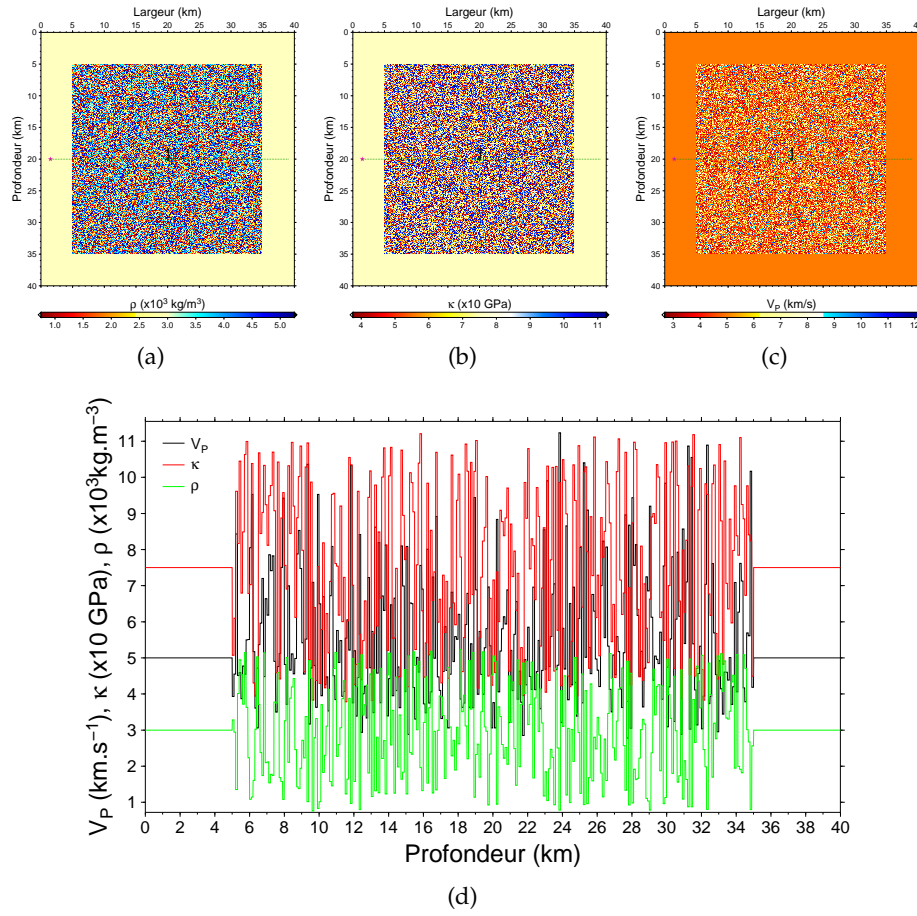 Largeur (km)
0 5 10 15 20 25 30 35 40
Profondeur (km)
0
5
10
15
20
25
30
35
40
ρ (x10³ kg/m³)
1.0 1.5 2.0 2.5 3.0 3.5 4.0 4.5 5.0
(a)
Largeur (km)
0 5 10 15 20 25 30 35 40
Profondeur (km)
0
5
10
15
20
25
30
35
40
κ (x10 GPa)
4 5 6 7 8 9 10 11
(b)
Largeur (km)
0 5 10 15 20 25 30 35 40
Profondeur (km)
0
5
10
15
20
25
30
35
40
V_P (km/s)
3 4 5 6 7 8 9 10 11 12
(c)
V_P (km.s⁻¹), κ (x10 GPa), ρ (x10³kg.m⁻³)
11
10
9
8
7
6
5
4
3
2
1
V_P
κ
ρ
0 2 4 6 8 10 12 14 16 18 20 22 24 26 28 30 32 34 36 38 40
Profondeur (km)
(d)